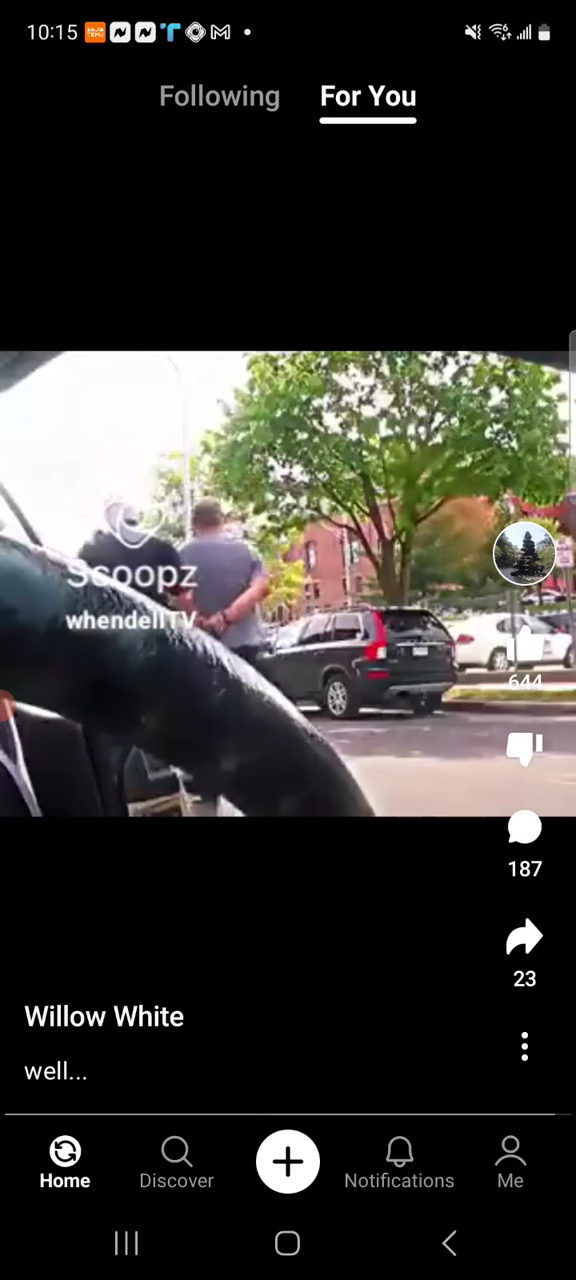 10:15
Following For You
Scoopz
whendellTV
644
187
23
Willow White
well...
Home Discover Notifications Me